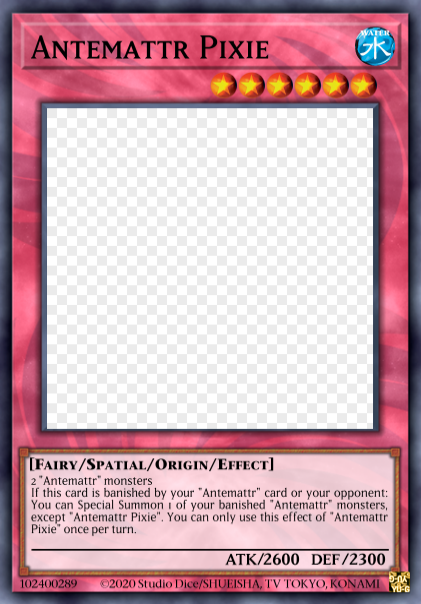 Antemattr Pixie
WATER
水
[Fairy/Spatial/Origin/Effect]
2 "Antemattr" monsters
If this card is banished by your "Antemattr" card or your opponent:
You can Special Summon 1 of your banished "Antemattr" monsters,
except "Antemattr Pixie". You can only use this effect of "Antemattr
Pixie" once per turn.
ATK/2600 DEF/2300
102400289 ©2020 Studio Dice/SHUEISHA, TV TOKYO, KONAMI